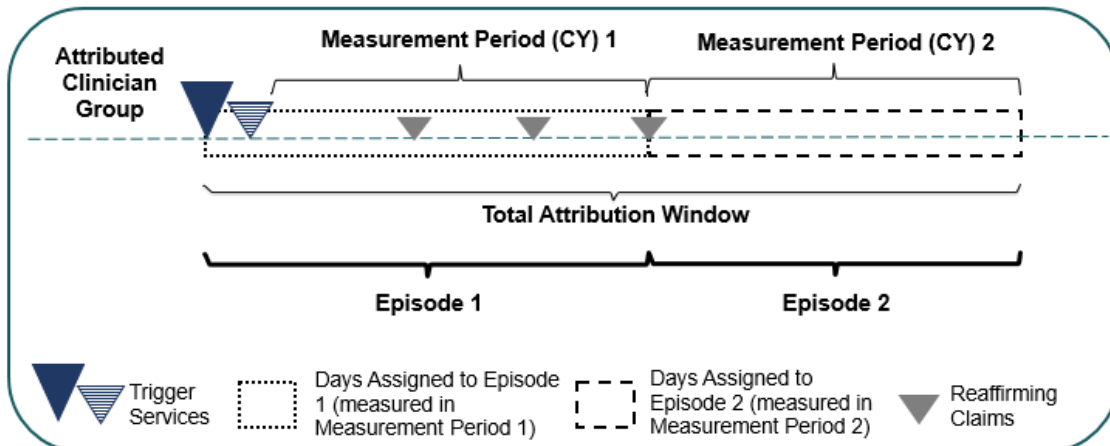 Measurement Period (CY) 1
Measurement Period (CY) 2
Attributed
Clinician
Group
Total Attribution Window
Episode 1
Episode 2
Trigger
Services
Days Assigned to Episode
1 (measured in
Measurement Period 1)
Days Assigned to
Episode 2 (measured in
Measurement Period 2)
Reaffirming
Claims